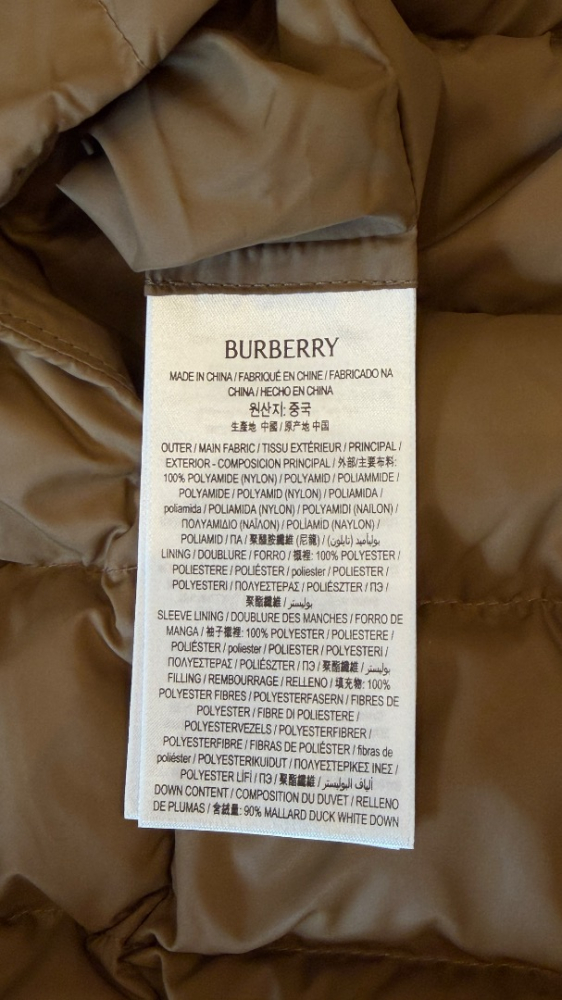 BURBERRY
MADE IN CHINA / FABRIQUÉ EN CHINE / FABRICADO NA
CHINA / HECHO EN CHINA
원산지: 중국
生產地 中國 / 原产地 中国
OUTER / MAIN FABRIC / TISSU EXTÉRIEUR / PRINCIPAL /
EXTERIOR - COMPOSICION PRINCIPAL / 外部/主要布料:
100% POLYAMIDE (NYLON) / POLYAMID / POLIAMMIDE /
POLYAMIDE / POLYAMID (NYLON) / POLIAMIDA /
poliamida / POLIAMIDA (NYLON) / POLYAMIDI (NAILON) /
ΠΟΛΥΑΜΙΔΙΟ (ΝΑΪΛΟΝ) / POLÍAMÍD (NAYLON) /
POLIAMID / ПА / 聚醯胺纖維 (尼龍) / بوليأميد (نايلون)
LINING / DOUBLURE / FORRO / 襯裡: 100% POLYESTER /
POLIESTERE / POLIÉSTER / poliester / POLIESTER /
POLYESTERI / ΠΟΛΥΕΣΤΕΡΑΣ / POLIÉSZTER / ПЭ /
聚酯纖維 / بوليستر
SLEEVE LINING / DOUBLURE DES MANCHES / FORRO DE
MANGA / 袖子襯裡: 100% POLYESTER / POLIESTERE /
POLIÉSTER / poliester / POLIESTER / POLYESTERI /
ΠΟΛΥΕΣΤΕΡΑΣ / POLIÉSZTER / ПЭ / 聚酯纖維 / بوليستر
FILLING / REMBOURRAGE / RELLENO / 填充物: 100%
POLYESTER FIBRES / POLYESTERFASERN / FIBRES DE
POLYESTER / FIBRE DI POLIESTERE /
POLYESTERVEZELS / POLYESTERFIBRER /
POLYESTERFIBRE / FIBRAS DE POLIÉSTER / fibras de
poliéster / POLYESTERIKUIDUT / ΠΟΛΥΕΣΤΕΡΙΚΕΣ ΙΝΕΣ /
POLYESTER LÍFÍ / ПЭ / 聚酯纖維 / ألياف البوليستر
DOWN CONTENT / COMPOSITION DU DUVET / RELLENO
DE PLUMAS / 含絨量: 90% MALLARD DUCK WHITE DOWN